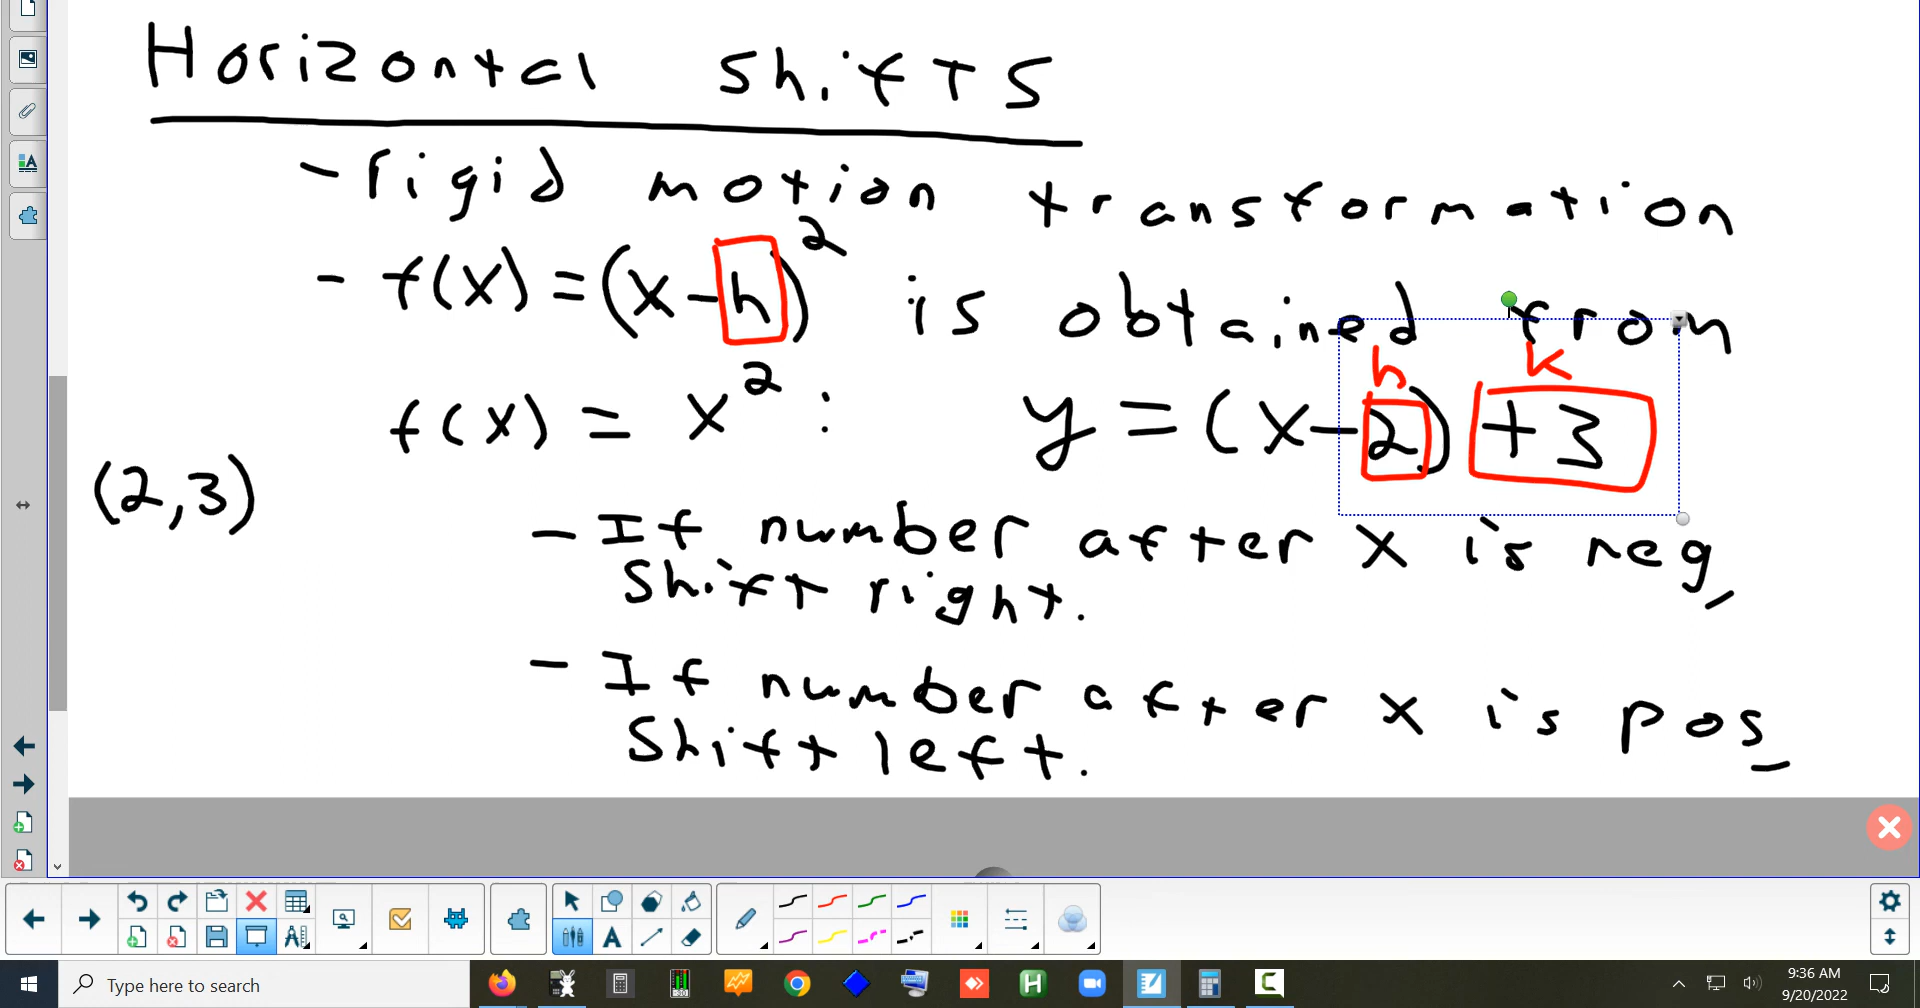 Horizontal Shifts
- rigid motion transformation
- f(x) = (x-h)² is obtained from
h k
f(x) = x² : y = (x-2) +3
(2,3)
- If number after x is neg,
shift right.
- If number after x is pos,
Shift left.
Type here to search
9:36 AM
9/20/2022